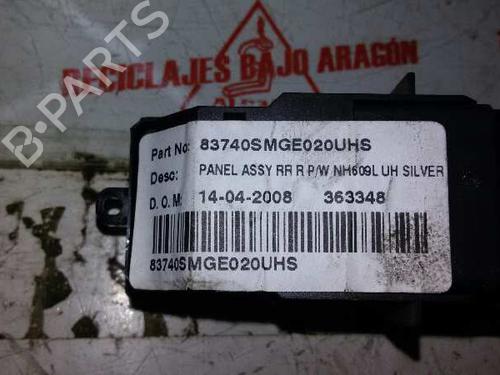 B-PARTS
RECICLAJES BAJO ARAGÓN
Part No: 83740SMGE020UHS
Desc: PANEL ASSY RR R P/W NH609L UH SILVER
D.O.M: 14-04-2008 363348
83740SMGE020UHS